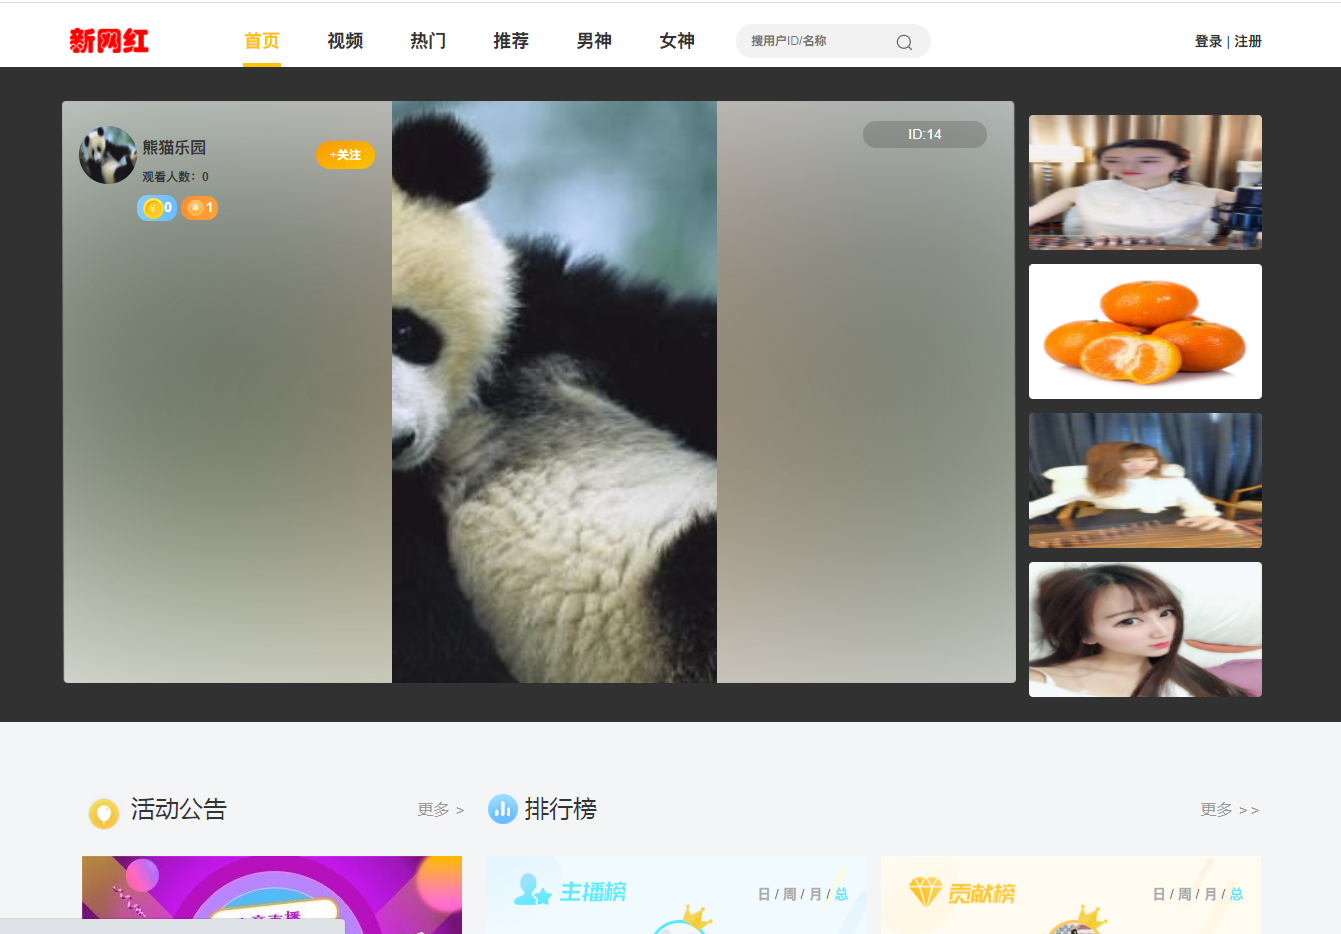 新网红 首页 视频 热门 推荐 男神 女神 搜用户ID/名称 登录 | 注册
熊猫乐园 +关注 ID:14
观看人数：0
0 1
活动公告 更多 > 排行榜 更多 > >
主播榜 日 / 周 / 月 / 总 贡献榜 日 / 周 / 月 / 总